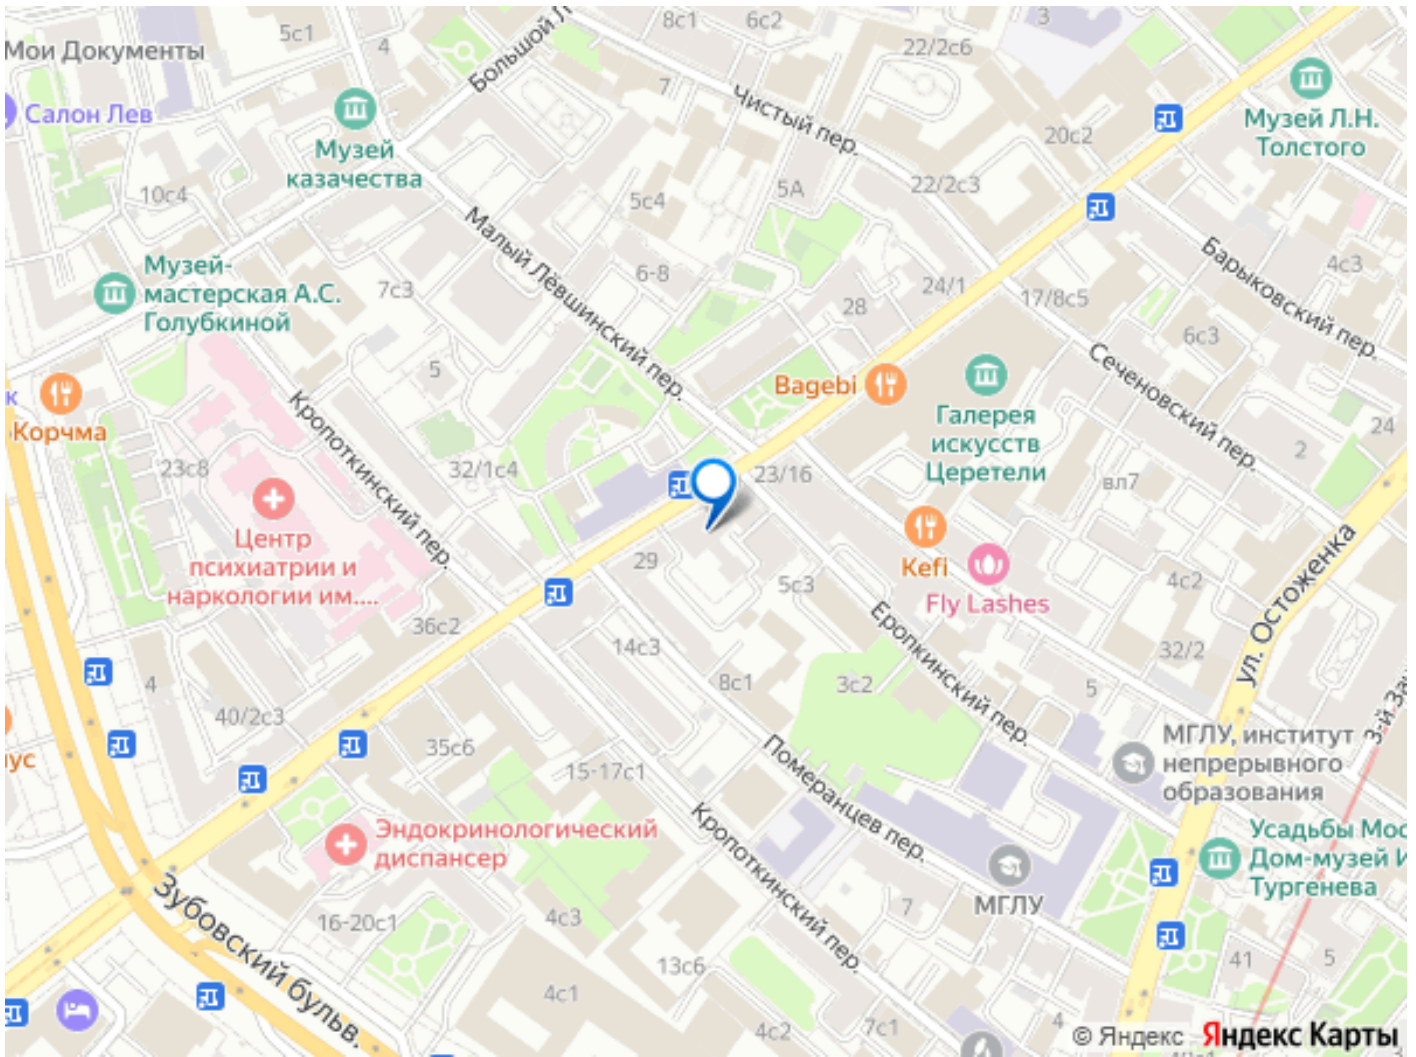 5с1
4
Большой Л
8с1
6с2
3
22/2с6
Мои Документы
Салон Лев
7
Чистый пер.
20с2
Музей Л.Н.
Толстого
Музей
казачества
10с4
5с4
5А
22/2с3
Малый Лёвшинский пер.
Барыковский пер.
4с3
Музей-
мастерская А.С.
Голубкиной
7с3
6-8
28
24/1
17/8с5
6с3
5
Сеченовский пер.
к
Корчма
Кропоткинский пер.
Bagebi
Галерея
искусств
Церетели
2
24
23с8
32/1с4
23/16
вл7
Центр
психиатрии и
наркологии им....
29
5с3
Kefi
Fly Lashes
4с2
ул. Остоженка
36с2
14с3
Еропкинский пер.
32/2
4
40/2с3
8с1
3с2
5
3-й Зач
ус
35с6
15-17с1
Померанцев пер.
МГЛУ, институт
непрерывного
образования
Эндокринологический
диспансер
Кропоткинский пер.
Усадьбы Мос
Дом-музей И
Тургенева
Зубовский бульв.
16-20с1
4с3
7
МГЛУ
13с6
4
41
5
4с1
4с2
7с1
4
© Яндекс Яндекс Карты